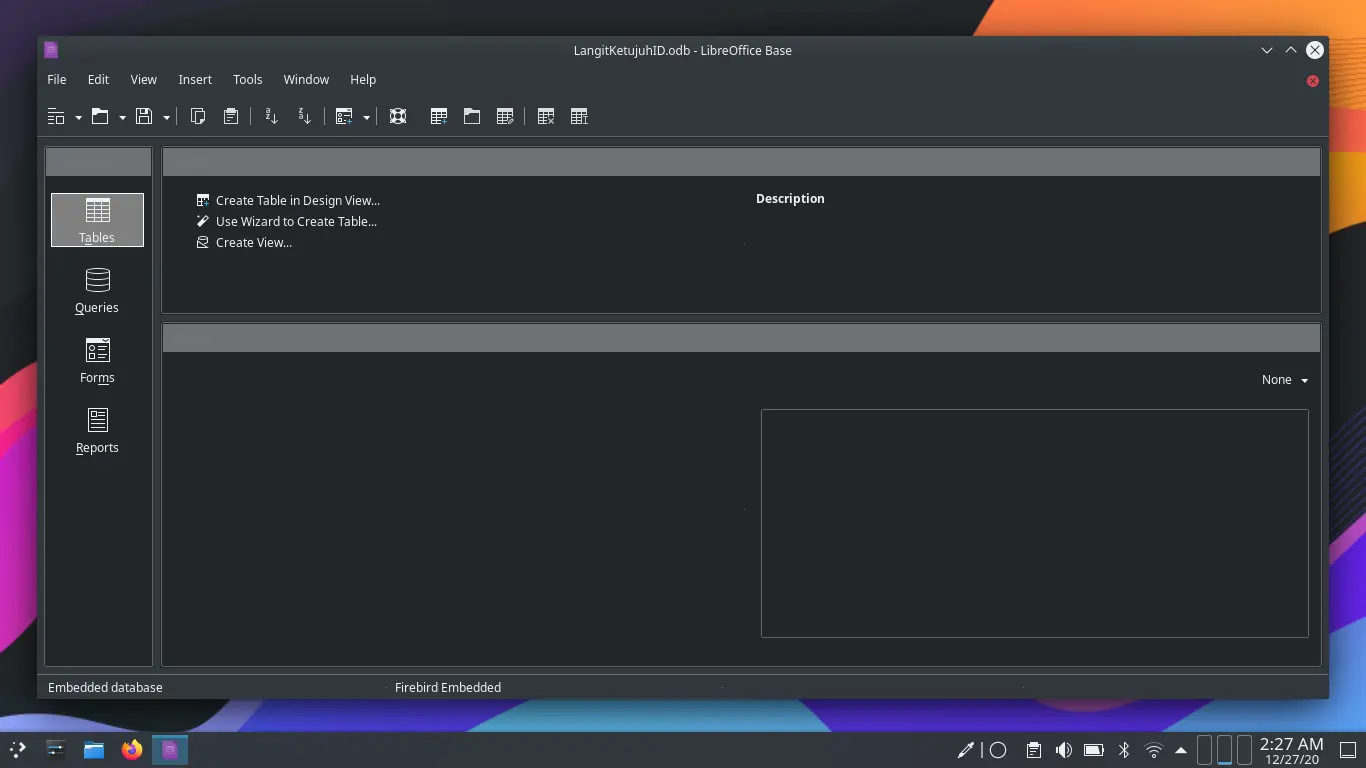 LangitKetujuhID.odb - LibreOffice Base
File Edit View Insert Tools Window Help
Tables
Queries
Forms
Reports
Create Table in Design View...
Use Wizard to Create Table...
Create View...
Description
None
Embedded database
Firebird Embedded
2:27 AM
12/27/20